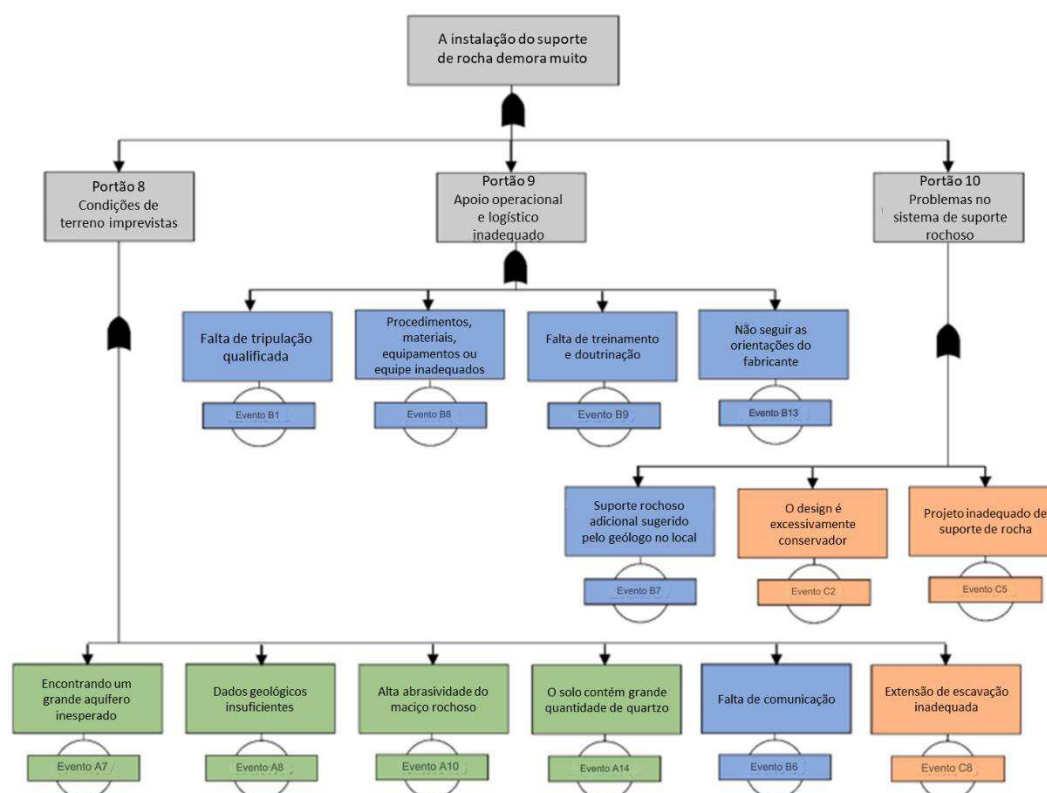 A instalação do suporte
de rocha demora muito
Portão 8
Condições de
terreno imprevistas
Portão 9
Apoio operacional
e logístico
inadequado
Portão 10
Problemas no
sistema de suporte
rochoso
Falta de tripulação
qualificada
Procedimentos,
materiais,
equipamentos ou
equipe inadequados
Falta de treinamento
e doutrinação
Não seguir as
orientações do
fabricante
Evento B1
Evento B8
Evento B9
Evento B13
Suporte rochoso
adicional sugerido
pelo geólogo no local
O design é
excessivamente
conservador
Projeto inadequado de
suporte de rocha
Evento B7
Evento C2
Evento C5
Encontrando um
grande aquífero
inesperado
Dados geológicos
insuficientes
Alta abrasividade do
maciço rochoso
O solo contém grande
quantidade de quartzo
Falta de comunicação
Extensão de escavação
inadequada
Evento A7
Evento A8
Evento A10
Evento A14
Evento B6
Evento C8